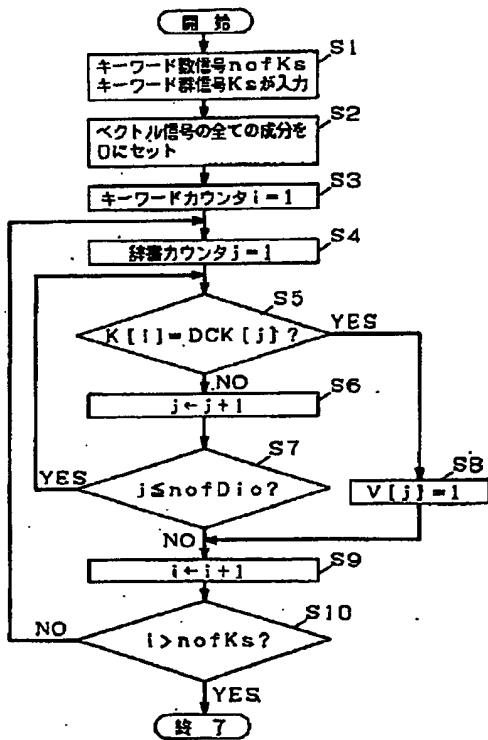 開始
S1
キーワード数信号nofKs
キーワード群信号Ksが入力
S2
ベクトル信号の全ての成分を
0にセット
S3
キーワードカウンタi=1
S4
辞書カウンタj=1
S5
K[i]=DCK[j]?
YES
NO
S6
j←j+1
S7
YES
j≤nofDic?
S8
V[j]=1
NO
S9
i←i+1
S10
NO
i>nofKs?
YES
終了